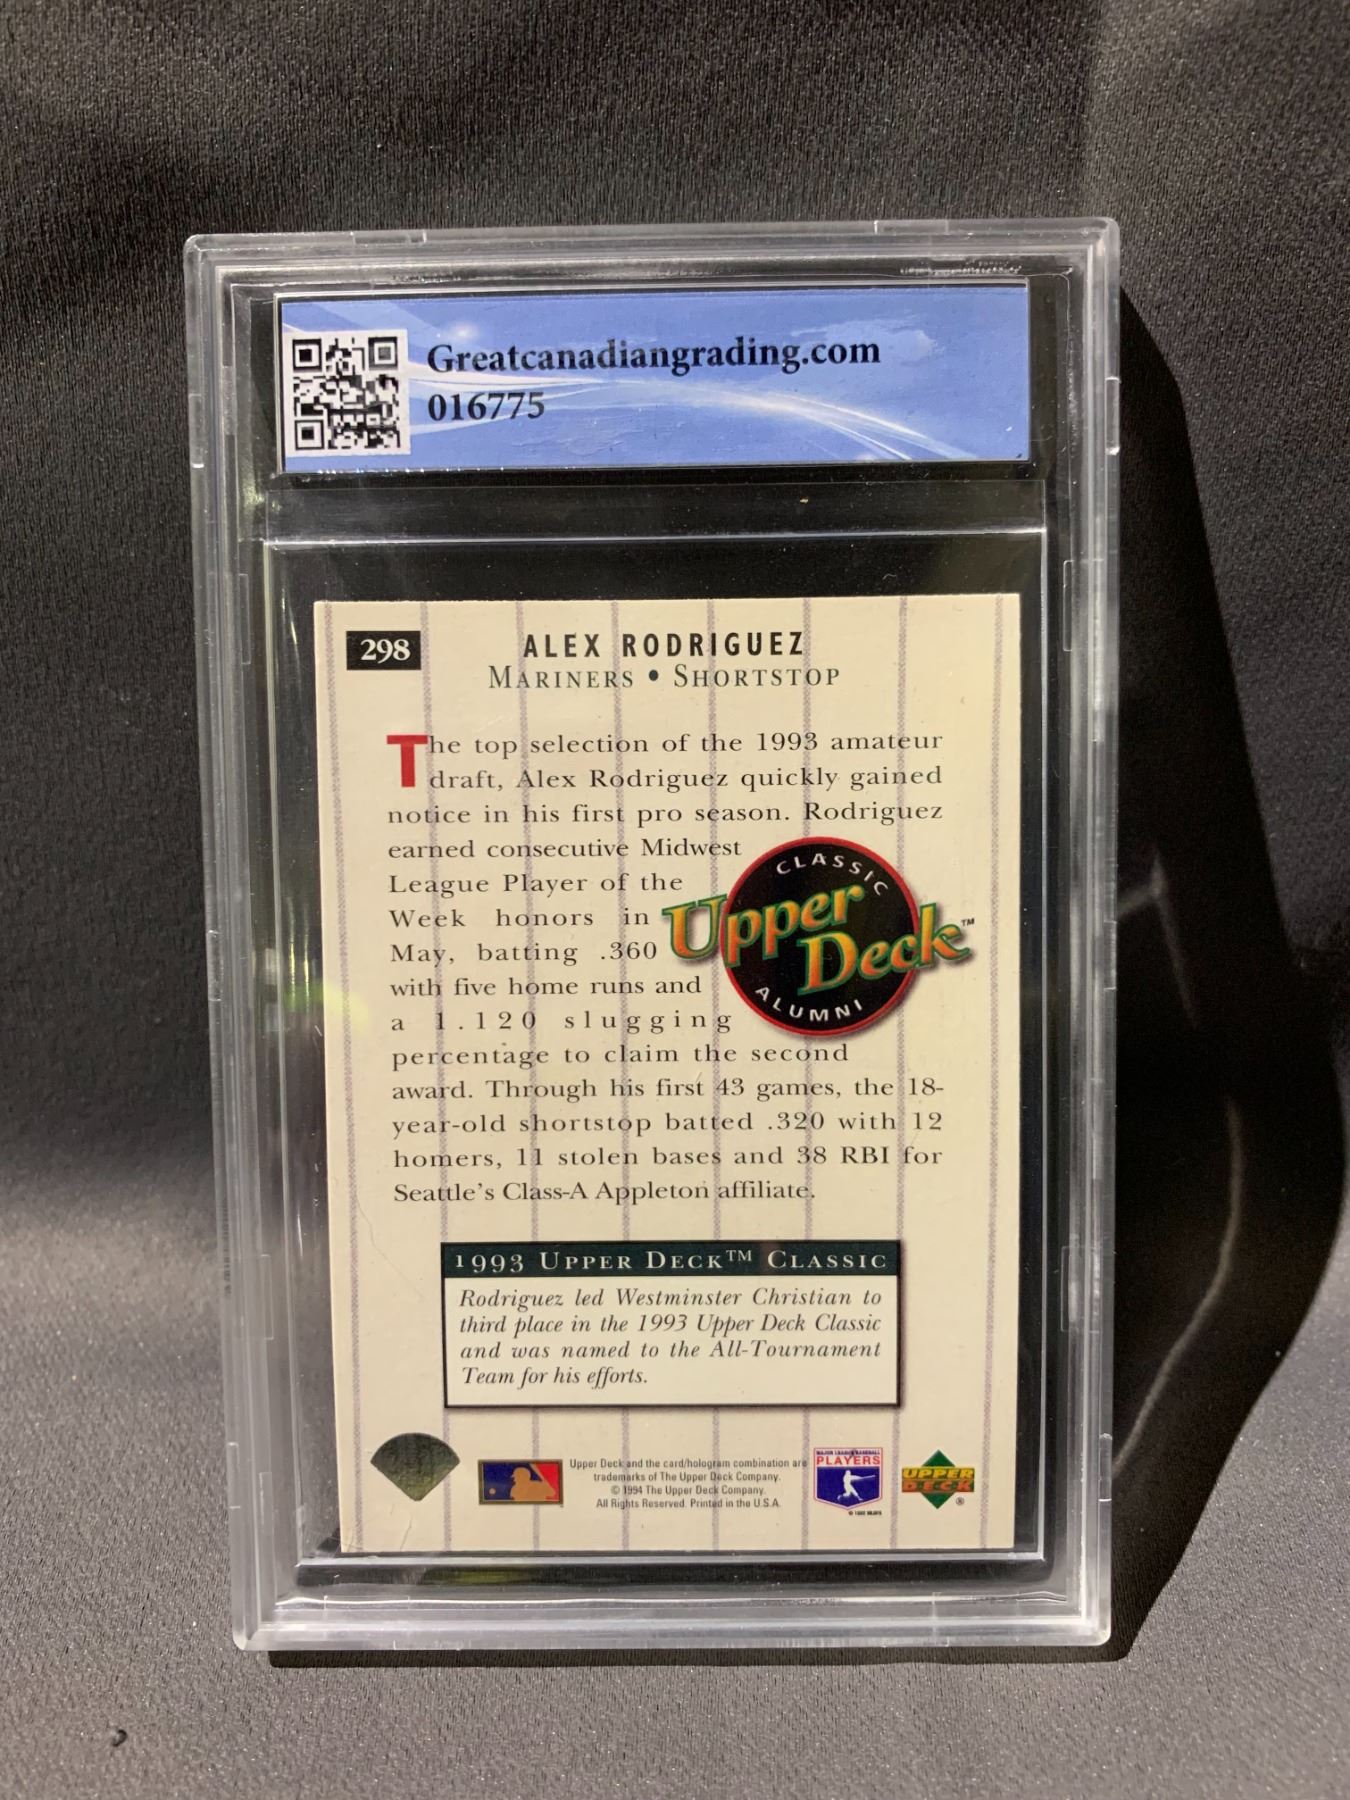 Greatcanadiangrading.com
016775
298
ALEX RODRIGUEZ
MARINERS • SHORTSTOP
The top selection of the 1993 amateur
draft, Alex Rodriguez quickly gained
notice in his first pro season. Rodriguez
earned consecutive Midwest
League Player of the
Week honors in
May, batting .360
with five home runs and
a 1.120 slugging
percentage to claim the second
award. Through his first 43 games, the 18-
year-old shortstop batted .320 with 12
homers, 11 stolen bases and 38 RBI for
Seattle's Class-A Appleton affiliate.
CLASSIC
Upper
Deck™
ALUMNI
1993 UPPER DECK™ CLASSIC
Rodriguez led Westminster Christian to
third place in the 1993 Upper Deck Classic
and was named to the All-Tournament
Team for his efforts.
Upper Deck and the card/hologram combination are
trademarks of The Upper Deck Company.
© 1994 The Upper Deck Company.
All Rights Reserved. Printed in the U.S.A.
MAJOR LEAGUE BASEBALL
PLAYERS
UPPER
DECK
®